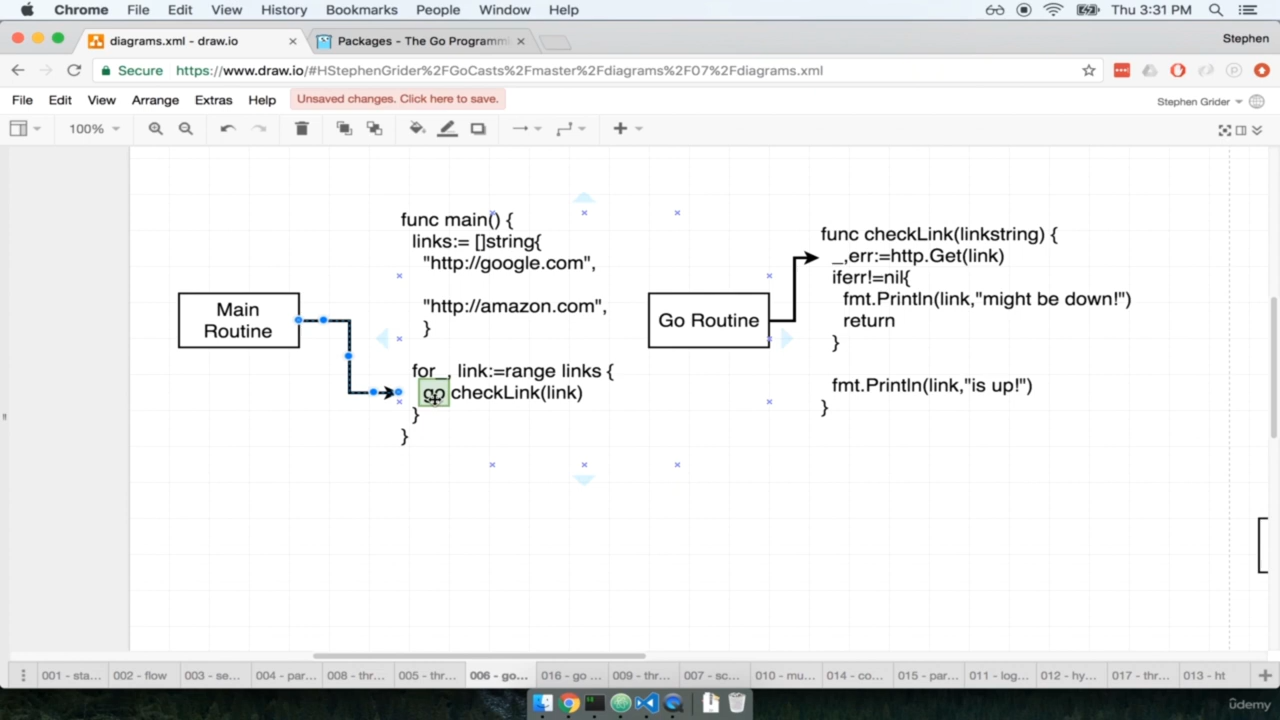 Chrome File Edit View History Bookmarks People Window Help Thu 3:31 PM
diagrams.xml - draw.io
Packages - The Go Programmi
Stephen
Secure https://www.draw.io/#HStephenGrider%2FGoCasts%2Fmaster%2Fdiagrams%2F07%2Fdiagrams.xml
File Edit View Arrange Extras Help Unsaved changes. Click here to save. Stephen Grider
100%
func main() {
links:= []string{
"http://google.com",
"http://amazon.com",
}
for_, link:=range links {
go checkLink(link)
}
}
Main
Routine
Go Routine
func checkLink(linkstring) {
_,err:=http.Get(link)
iferr!=nil{
fmt.Println(link,"might be down!")
return
}
fmt.Println(link,"is up!")
}
001 - sta... 002 - flow 003 - se... 004 - par... 008 - thr... 005 - thr... 006 - go... 016 - go ... 009 - thr... 007 - sc... 010 - mu... 014 - co... 015 - par... 011 - log... 012 - hy... 017 - thr... 013 - ht
ûdemy